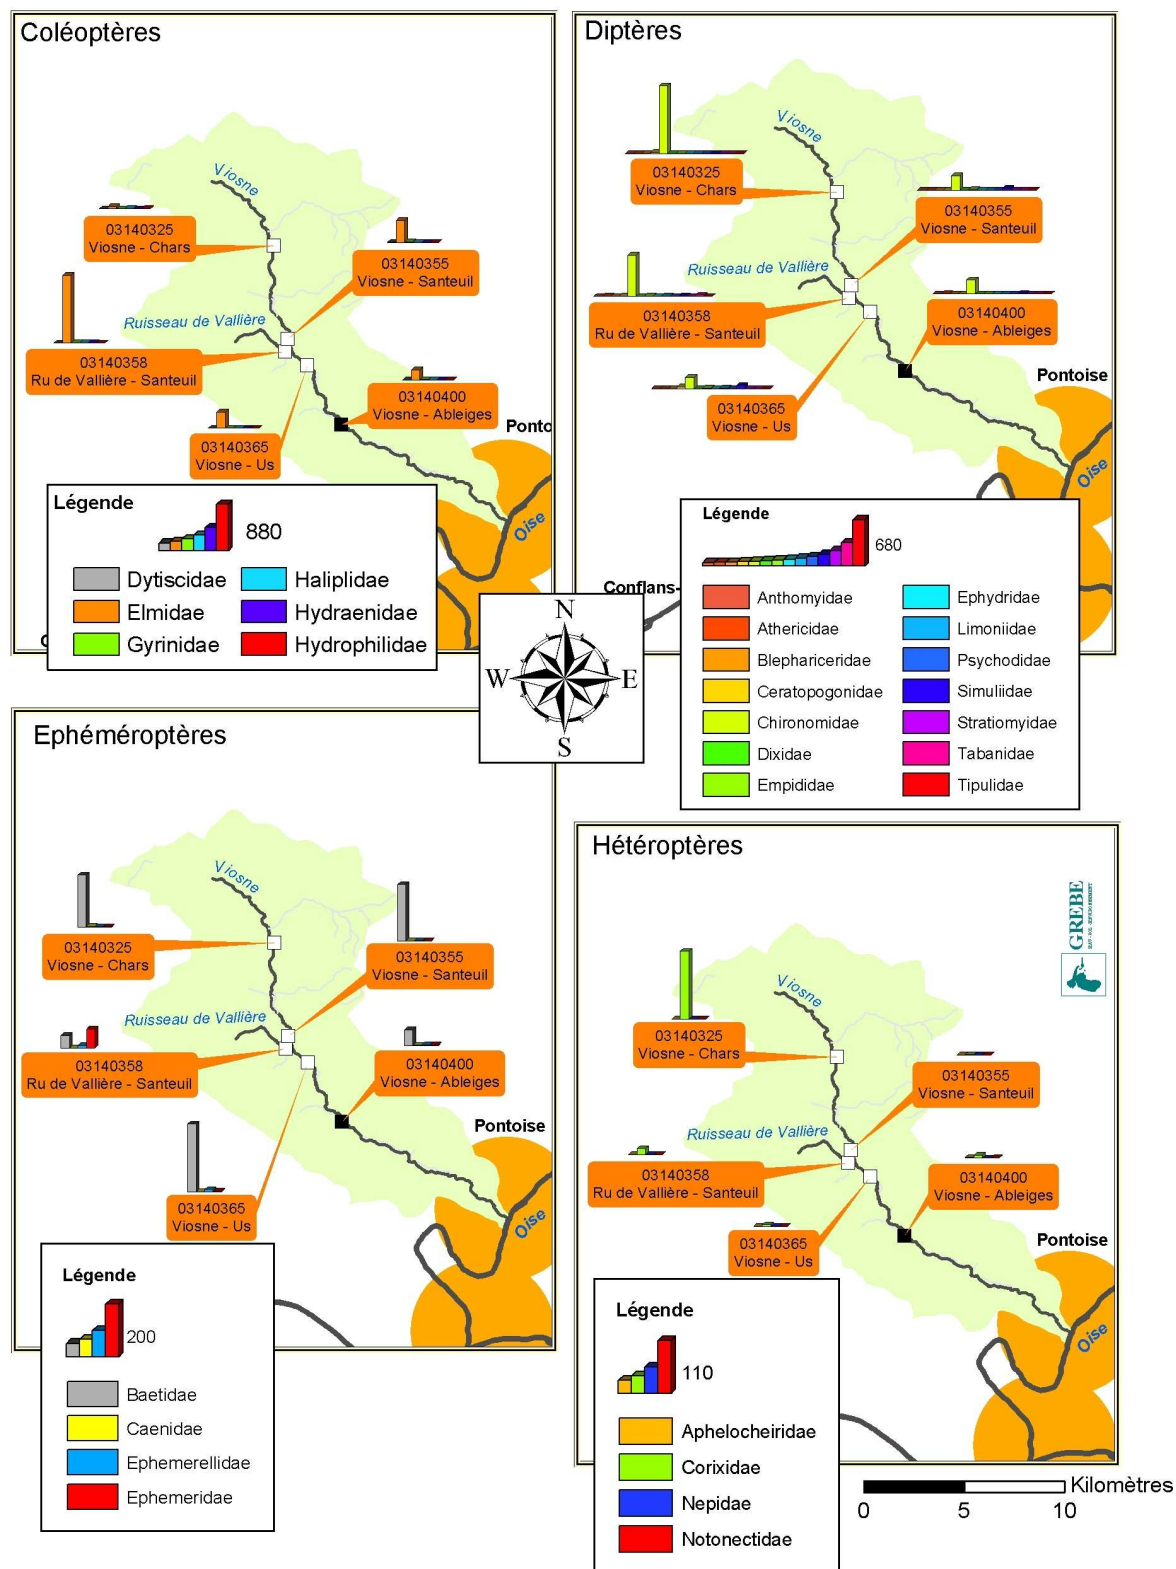 Coléoptères
Viosne
03140325
Viosne - Chars
03140355
Viosne - Santeuil
Ruisseau de Vallière
03140358
Ru de Vallière - Santeuil
03140400
Viosne - Ableiges
03140365
Viosne - Us
Ponto
Oise
Légende
880
Dytiscidae
Elmidae
Gyrinidae
Haliplidae
Hydraenidae
Hydrophilidae
Diptères
Viosne
03140325
Viosne - Chars
03140355
Viosne - Santeuil
Ruisseau de Vallière
03140358
Ru de Vallière - Santeuil
03140400
Viosne - Ableiges
03140365
Viosne - Us
Pontoise
Oise
Conflans-
Légende
680
Anthomyidae
Athericidae
Blephariceridae
Ceratopogonidae
Chironomidae
Dixidae
Empididae
Ephydridae
Limoniidae
Psychodidae
Simuliidae
Stratiomyidae
Tabanidae
Tipulidae
N
W E
S
Ephéméroptères
Viosne
03140325
Viosne - Chars
03140355
Viosne - Santeuil
Ruisseau de Vallière
03140358
Ru de Vallière - Santeuil
03140400
Viosne - Ableiges
03140365
Viosne - Us
Pontoise
Oise
Légende
200
Baetidae
Caenidae
Ephemerellidae
Ephemeridae
Hétéroptères
GREBE
Viosne
03140325
Viosne - Chars
03140355
Viosne - Santeuil
Ruisseau de Vallière
03140358
Ru de Vallière - Santeuil
03140400
Viosne - Ableiges
03140365
Viosne - Us
Pontoise
Oise
Légende
110
Aphelocheiridae
Corixidae
Nepidae
Notonectidae
Kilomètres
0 5 10